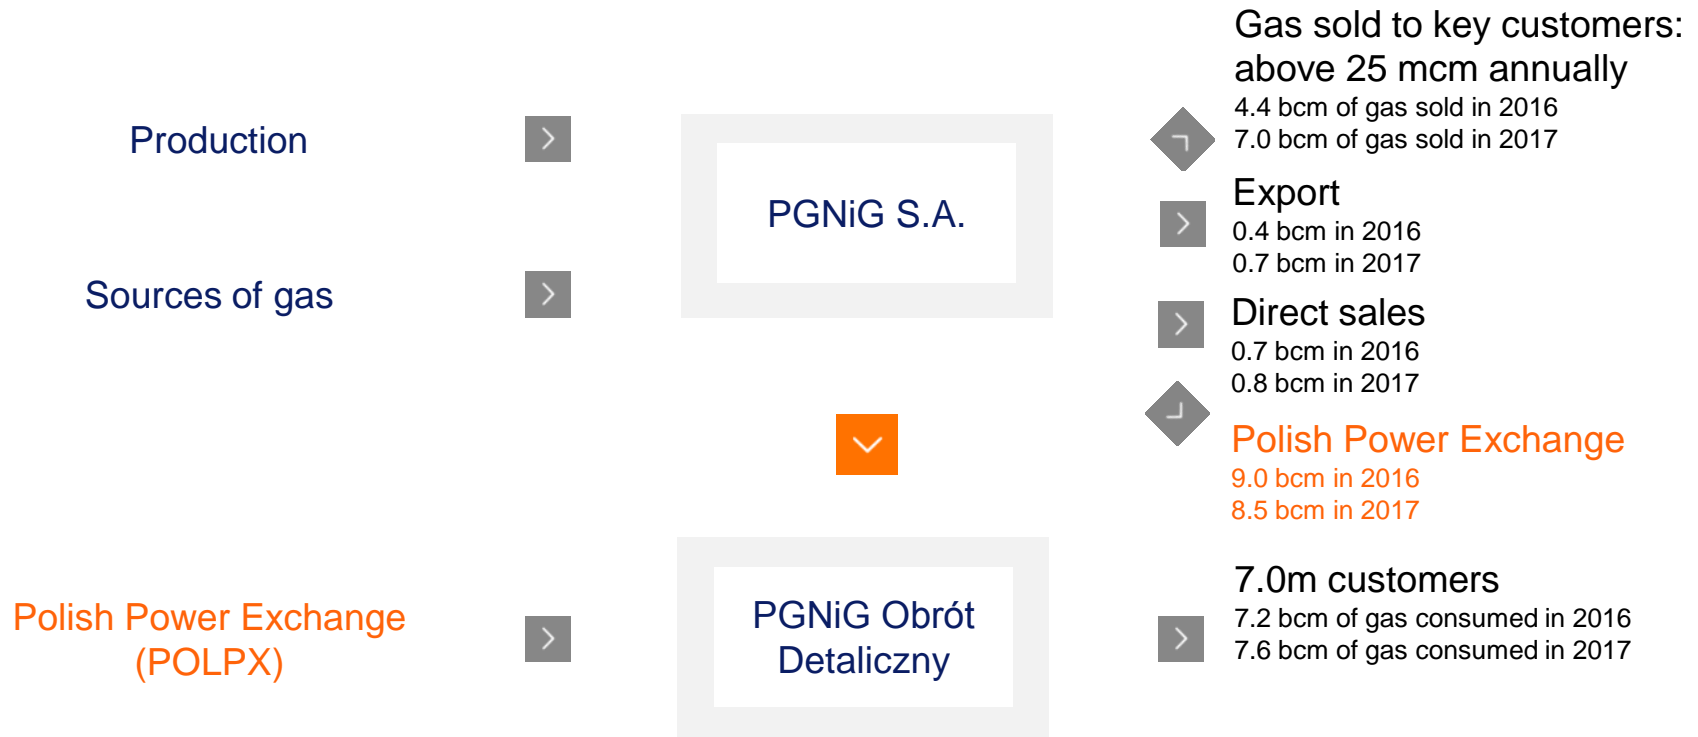 Production
Sources of gas
PGNiG S.A.
Gas sold to key customers:
above 25 mcm annually
4.4 bcm of gas sold in 2016
7.0 bcm of gas sold in 2017
Export
0.4 bcm in 2016
0.7 bcm in 2017
Direct sales
0.7 bcm in 2016
0.8 bcm in 2017
Polish Power Exchange
9.0 bcm in 2016
8.5 bcm in 2017
Polish Power Exchange
(POLPX)
PGNiG Obrót
Detaliczny
7.0m customers
7.2 bcm of gas consumed in 2016
7.6 bcm of gas consumed in 2017